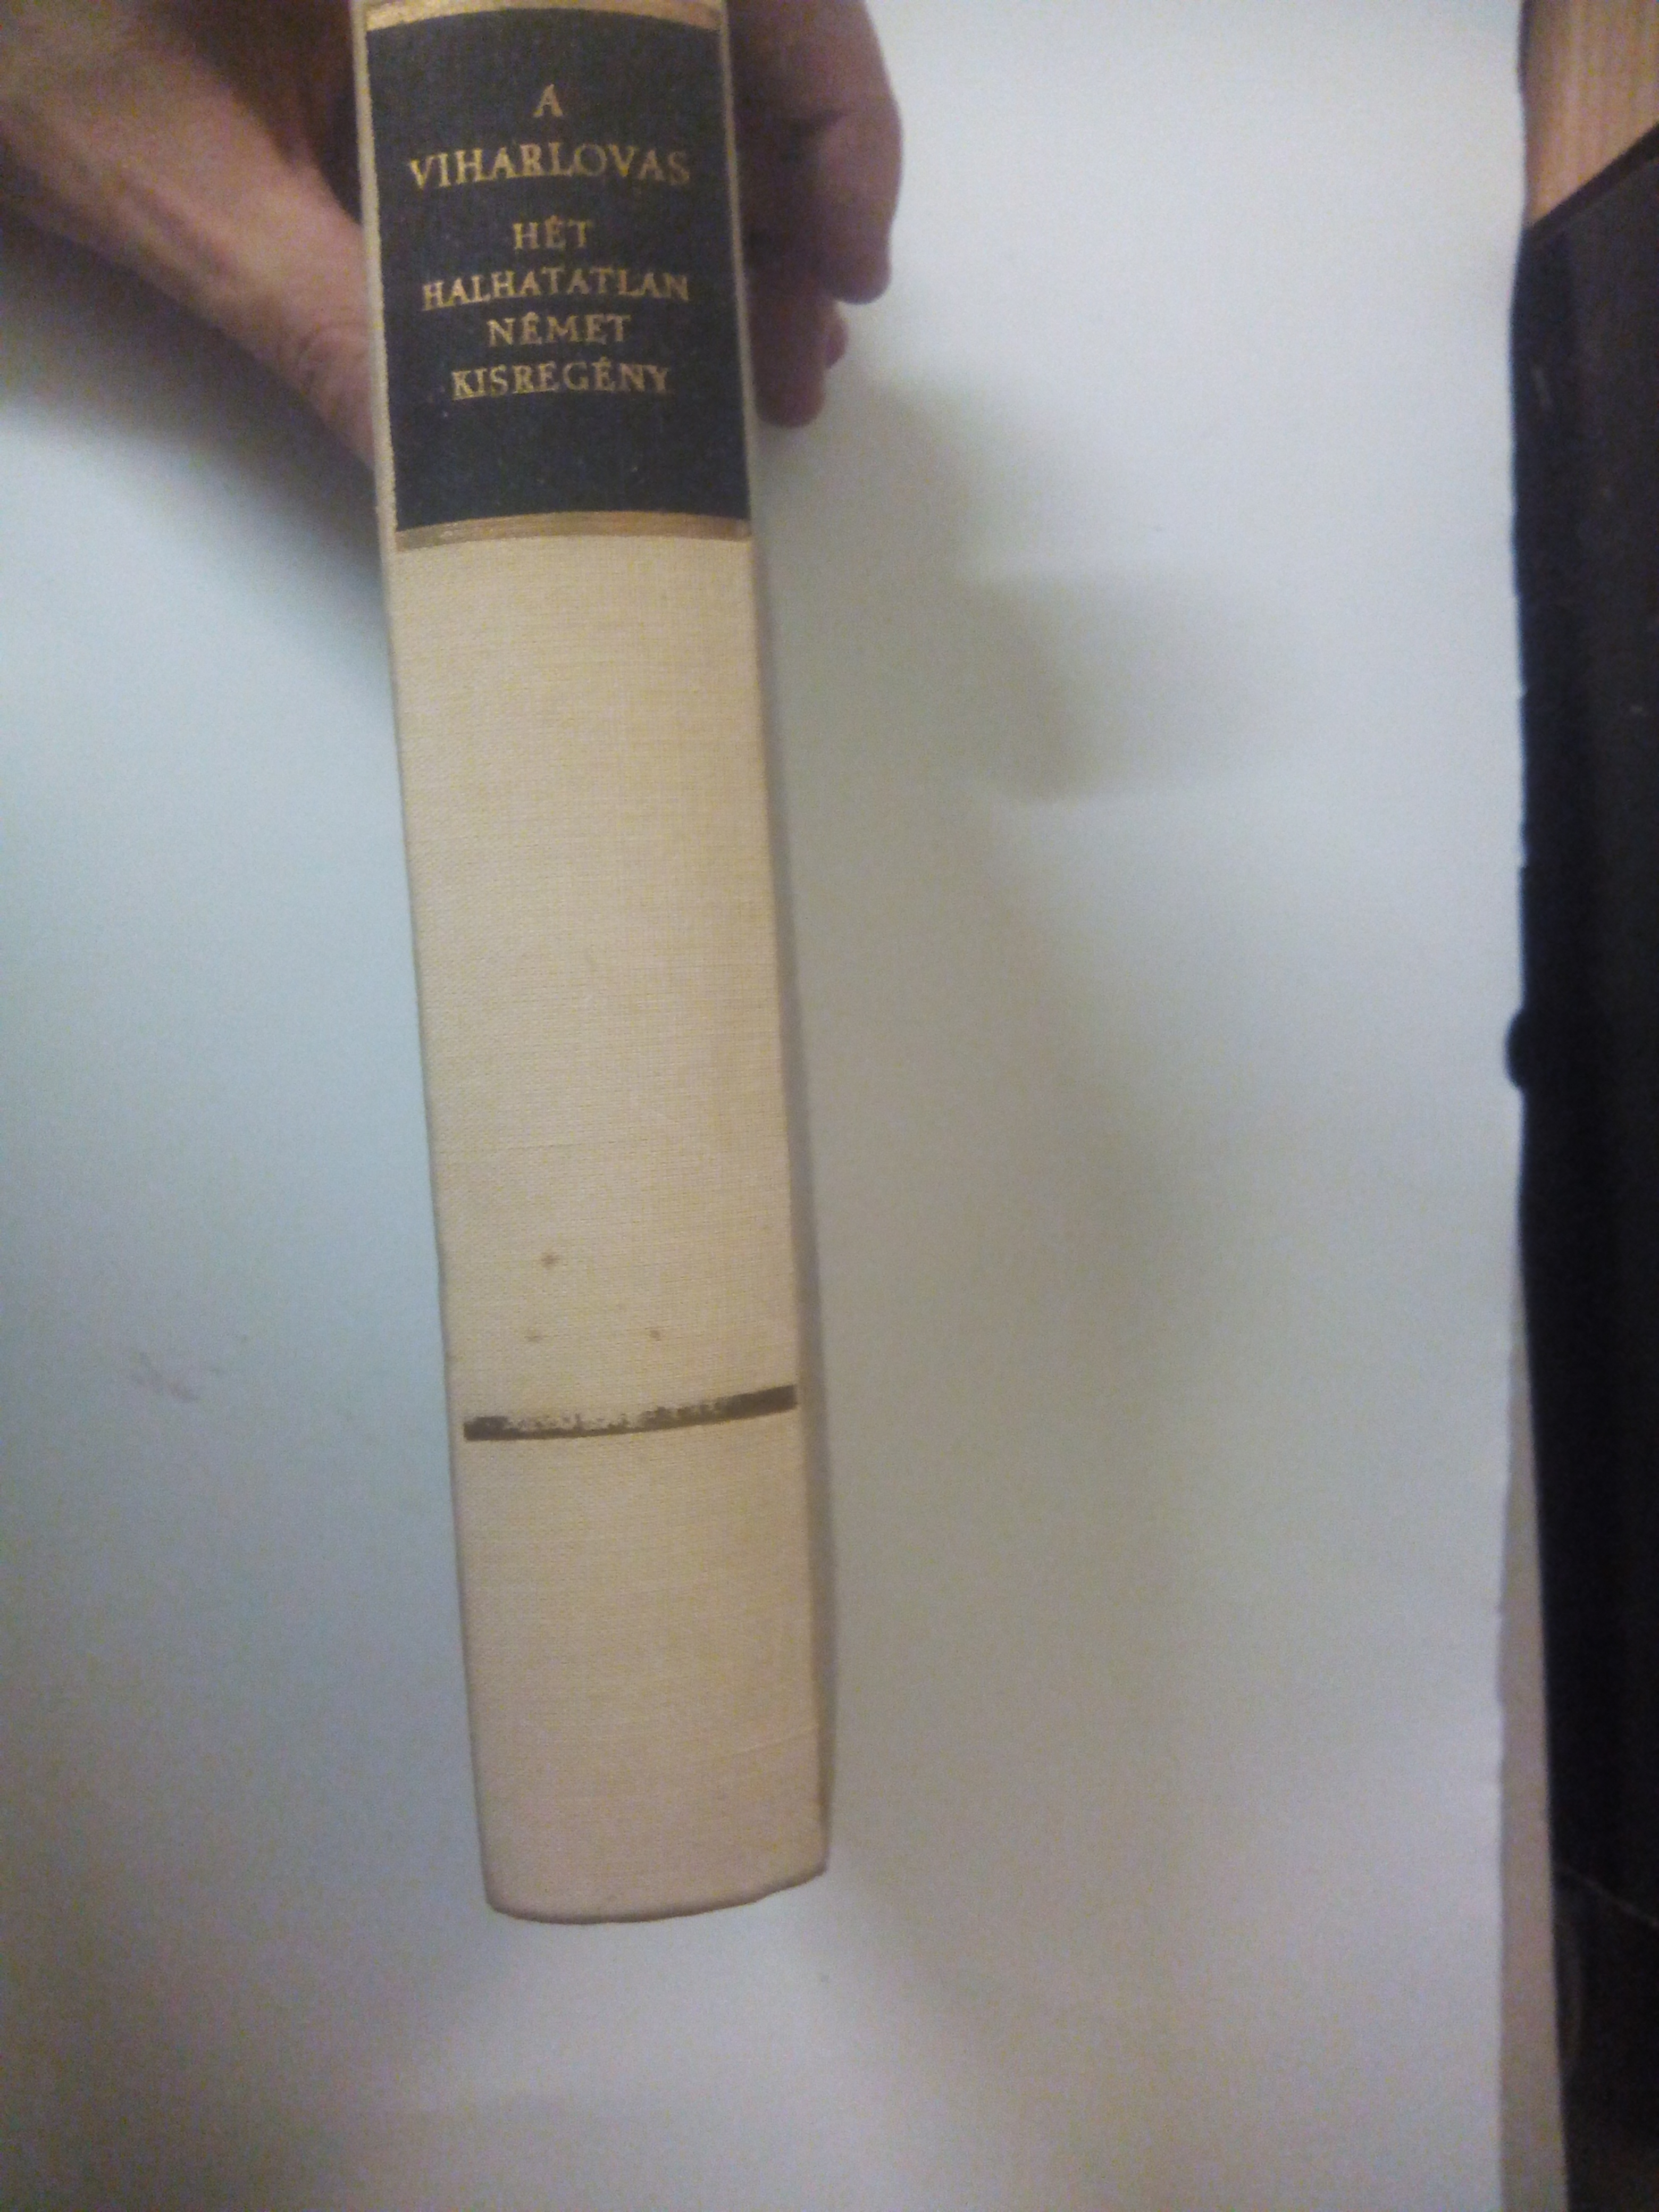 A
VIHARLOVAS
HÉT
HALHATATLAN
NÉMET
KISREGÉNY